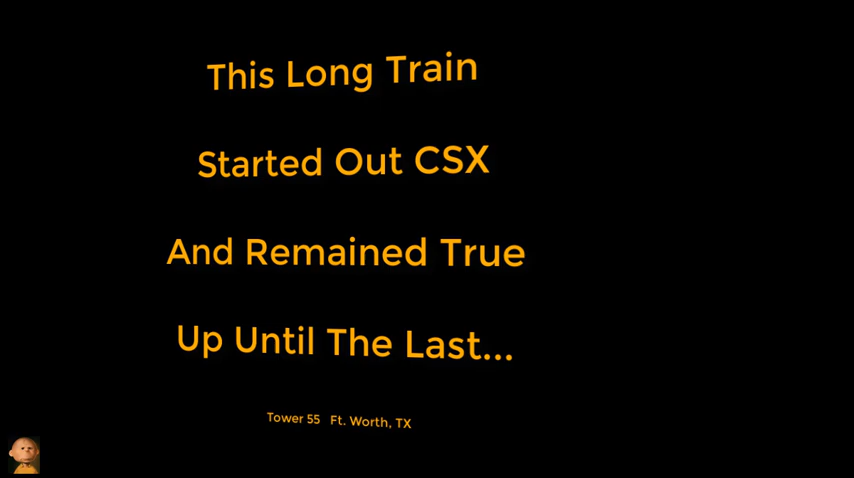 This Long Train
Started Out CSX
And Remained True
Up Until The Last...
Tower 55 Ft. Worth, TX